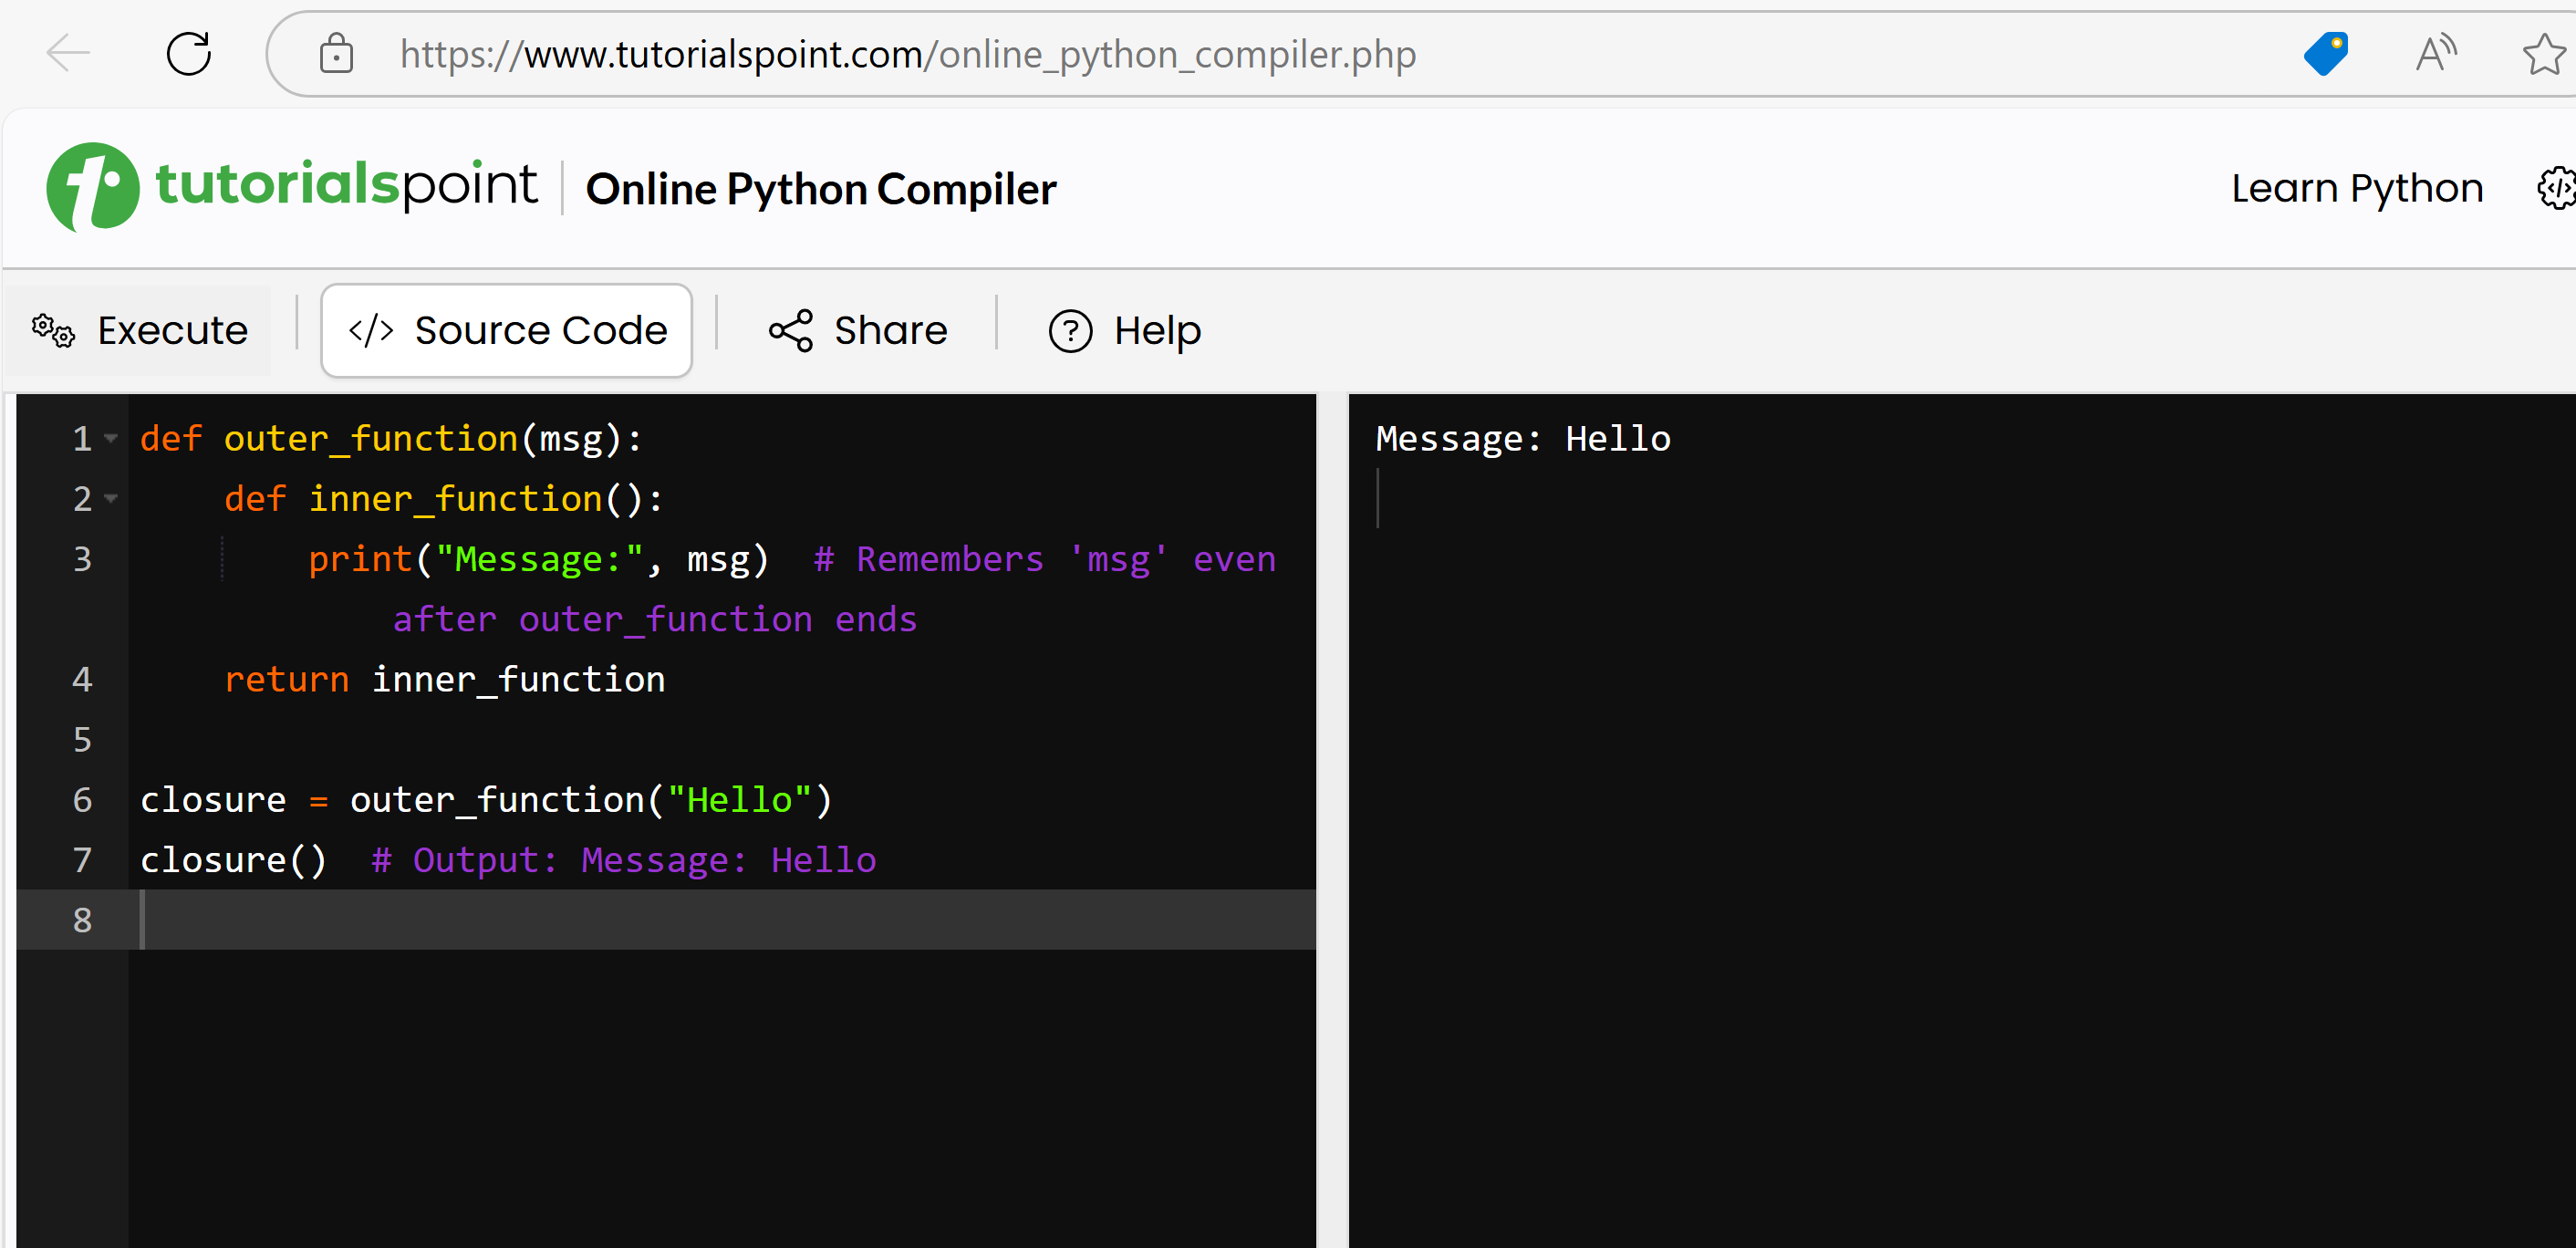 https://www.tutorialspoint.com/online_python_compiler.php
tutorialspoint | Online Python Compiler
Learn Python
Execute
</> Source Code
Share
Help
1 def outer_function(msg):
2     def inner_function():
3         print("Message:", msg)  # Remembers 'msg' even
            after outer_function ends
4     return inner_function
5
6 closure = outer_function("Hello")
7 closure()  # Output: Message: Hello
8
Message: Hello